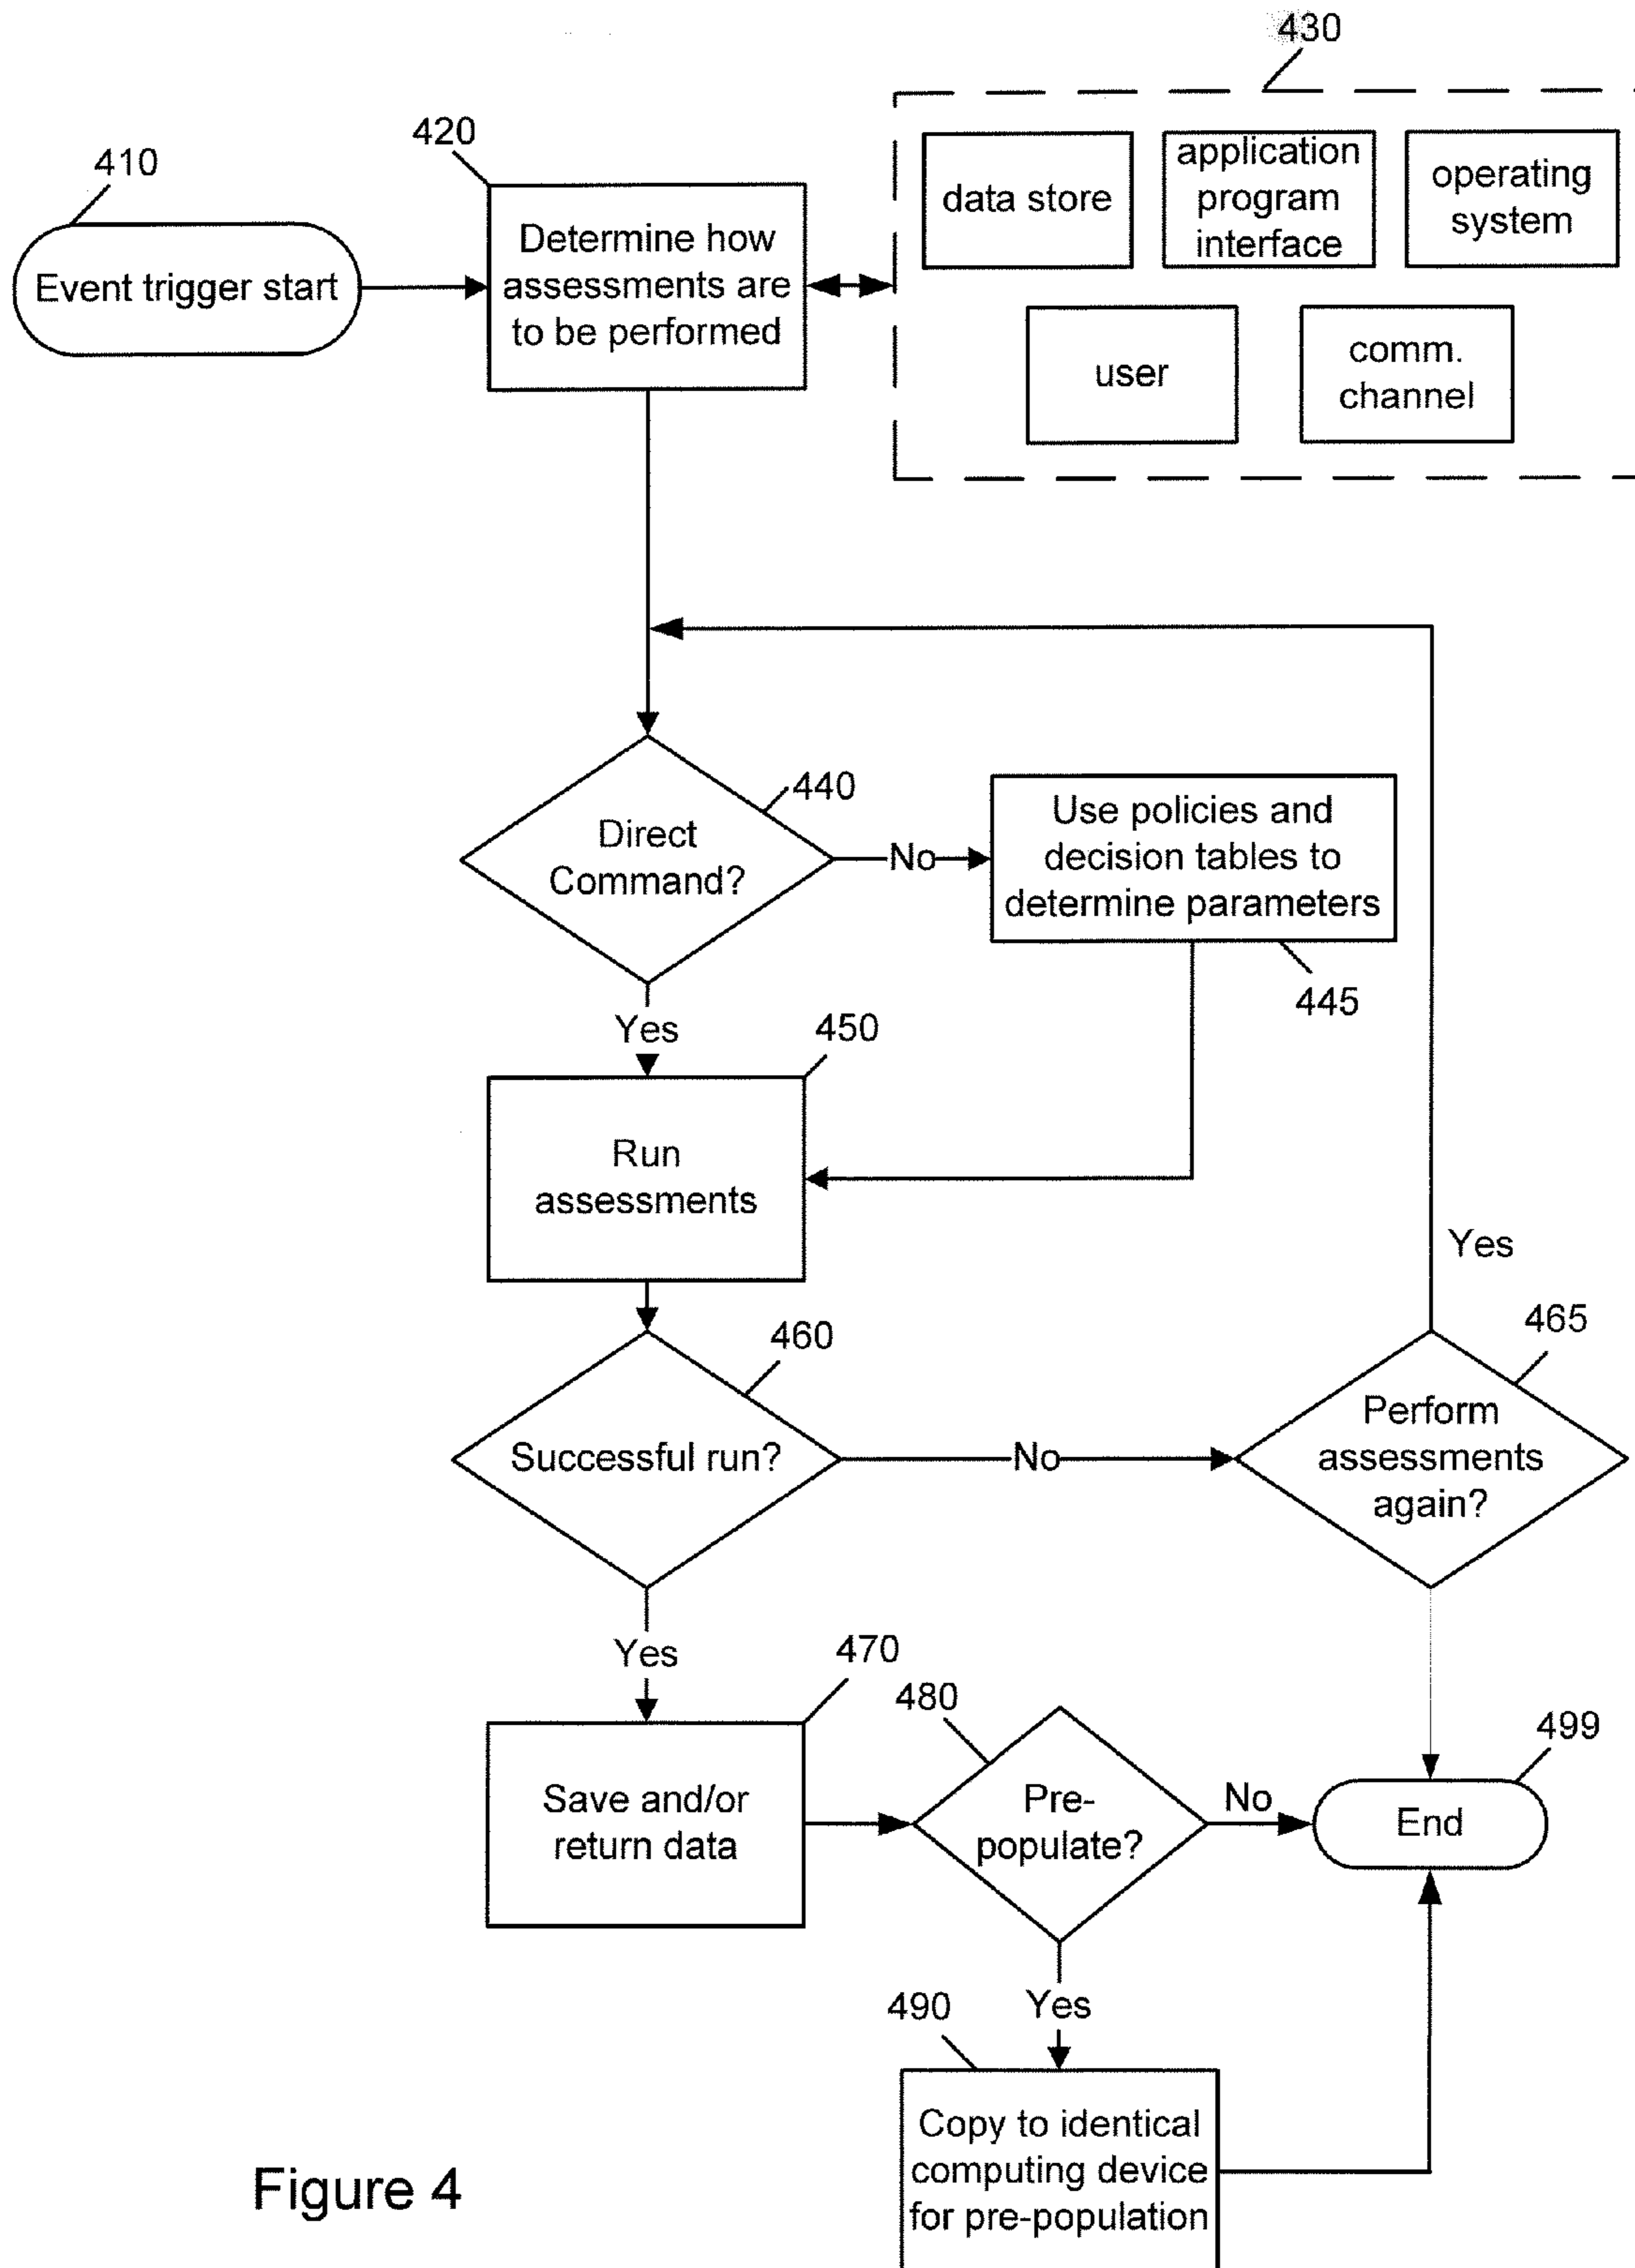 430
420
410
data store
application
program
interface
operating
system
Event trigger start
Determine how
assessments are
to be performed
user
comm.
channel
440
Direct
Command?
No
Use policies and
decision tables to
determine parameters
445
Yes
450
Run
assessments
Yes
460
465
Successful run?
No
Perform
assessments
again?
Yes
470
480
499
Save and/or
return data
Pre-
populate?
No
End
490
Yes
Copy to identical
computing device
for pre-population
Figure 4